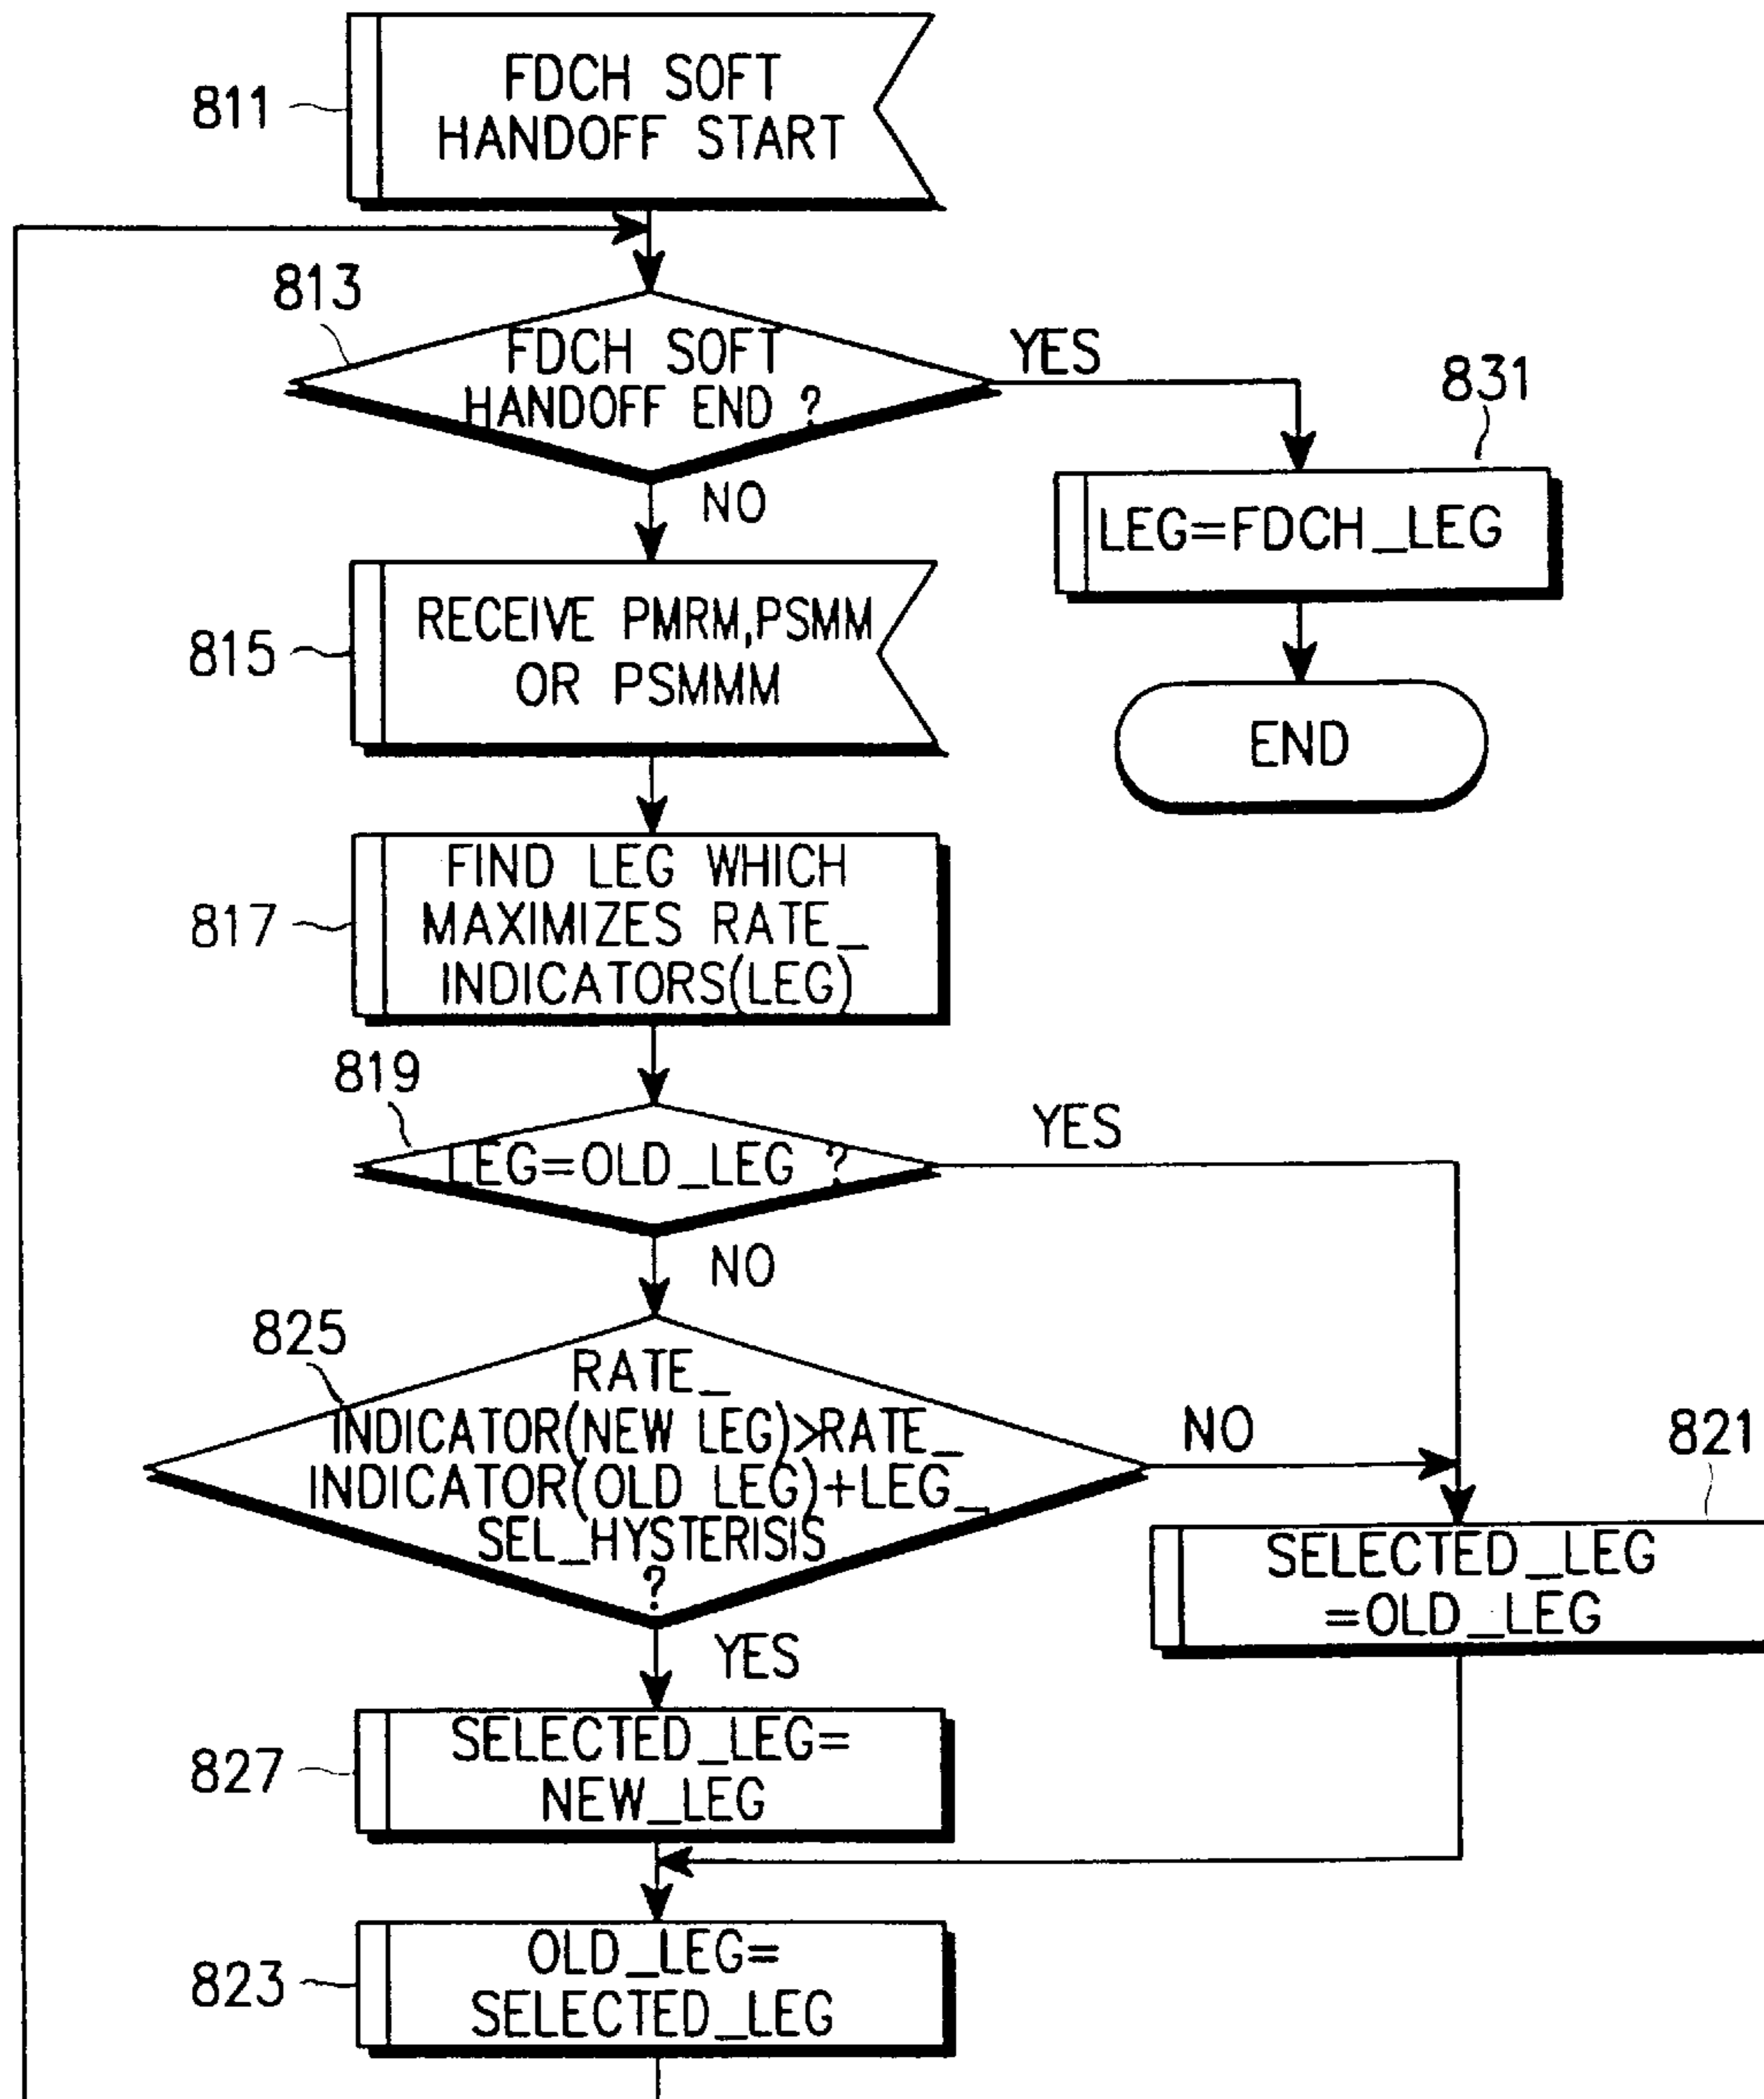 811
FDCH SOFT
HANDOFF START
813
FDCH SOFT
HANDOFF END ?
YES
NO
831
LEG=FDCH_LEG
815
RECEIVE PMRM,PSMM
OR PSMMM
END
817
FIND LEG WHICH
MAXIMIZES RATE_
INDICATORS(LEG)
819
LEG=OLD_LEG ?
YES
NO
825
RATE_
INDICATOR(NEW LEG)>RATE_
INDICATOR(OLD LEG)+LEG_
SEL_HYSTERISIS
?
NO
YES
821
SELECTED_LEG
=OLD_LEG
827
SELECTED_LEG=
NEW_LEG
823
OLD_LEG=
SELECTED_LEG